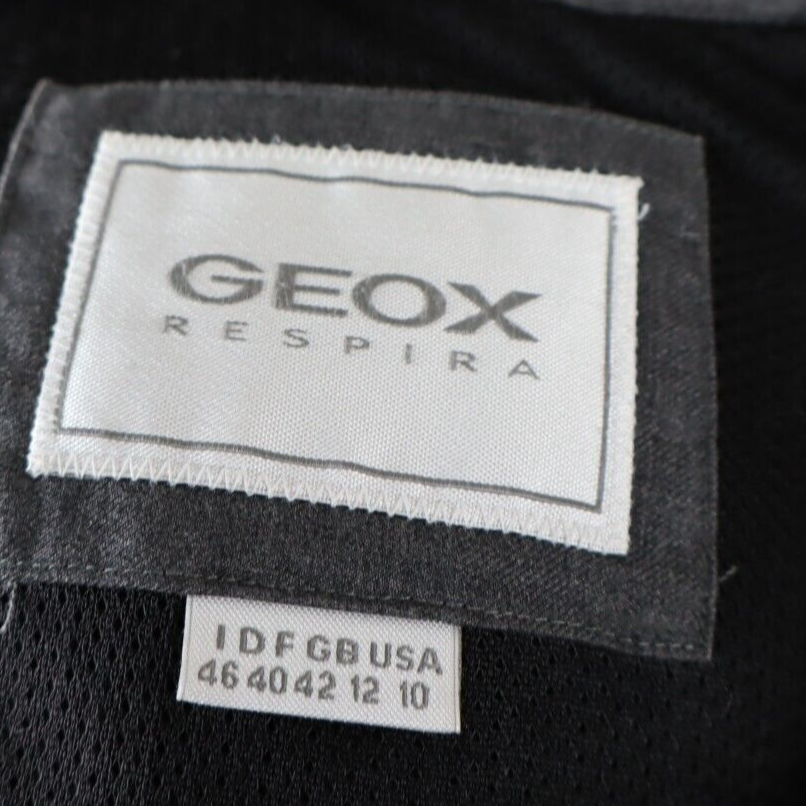 GEOX
RESPIRA
I D F GB USA
46 40 42 12 10